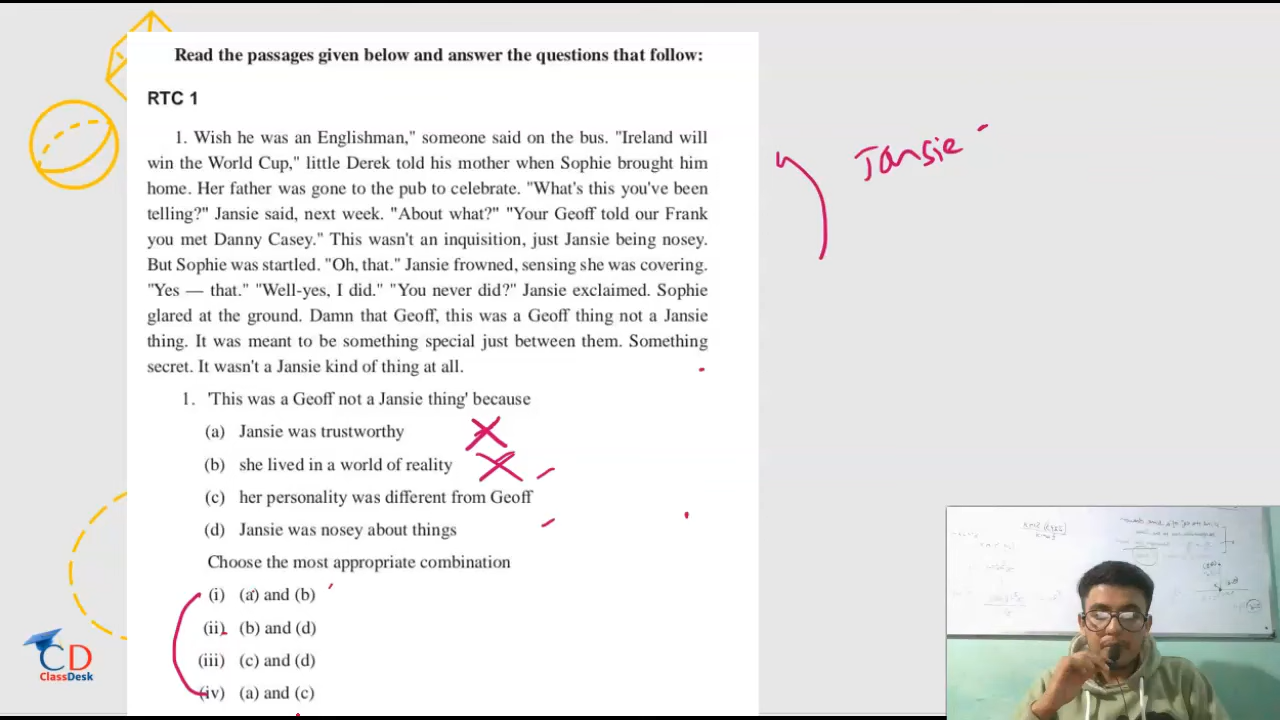 Read the passages given below and answer the questions that follow:
RTC 1
1. Wish he was an Englishman," someone said on the bus. "Ireland will
win the World Cup," little Derek told his mother when Sophie brought him
home. Her father was gone to the pub to celebrate. "What's this you've been
telling?" Jansie said, next week. "About what?" "Your Geoff told our Frank
you met Danny Casey." This wasn't an inquisition, just Jansie being nosey.
But Sophie was startled. "Oh, that." Jansie frowned, sensing she was covering.
"Yes — that." "Well-yes, I did." "You never did?" Jansie exclaimed. Sophie
glared at the ground. Damn that Geoff, this was a Geoff thing not a Jansie
thing. It was meant to be something special just between them. Something
secret. It wasn't a Jansie kind of thing at all.
1. 'This was a Geoff not a Jansie thing' because
(a) Jansie was trustworthy
(b) she lived in a world of reality
(c) her personality was different from Geoff
(d) Jansie was nosey about things
Choose the most appropriate combination
(i) (a) and (b)
(ii) (b) and (d)
(iii) (c) and (d)
(iv) (a) and (c)
Jansie
CD
ClassDesk